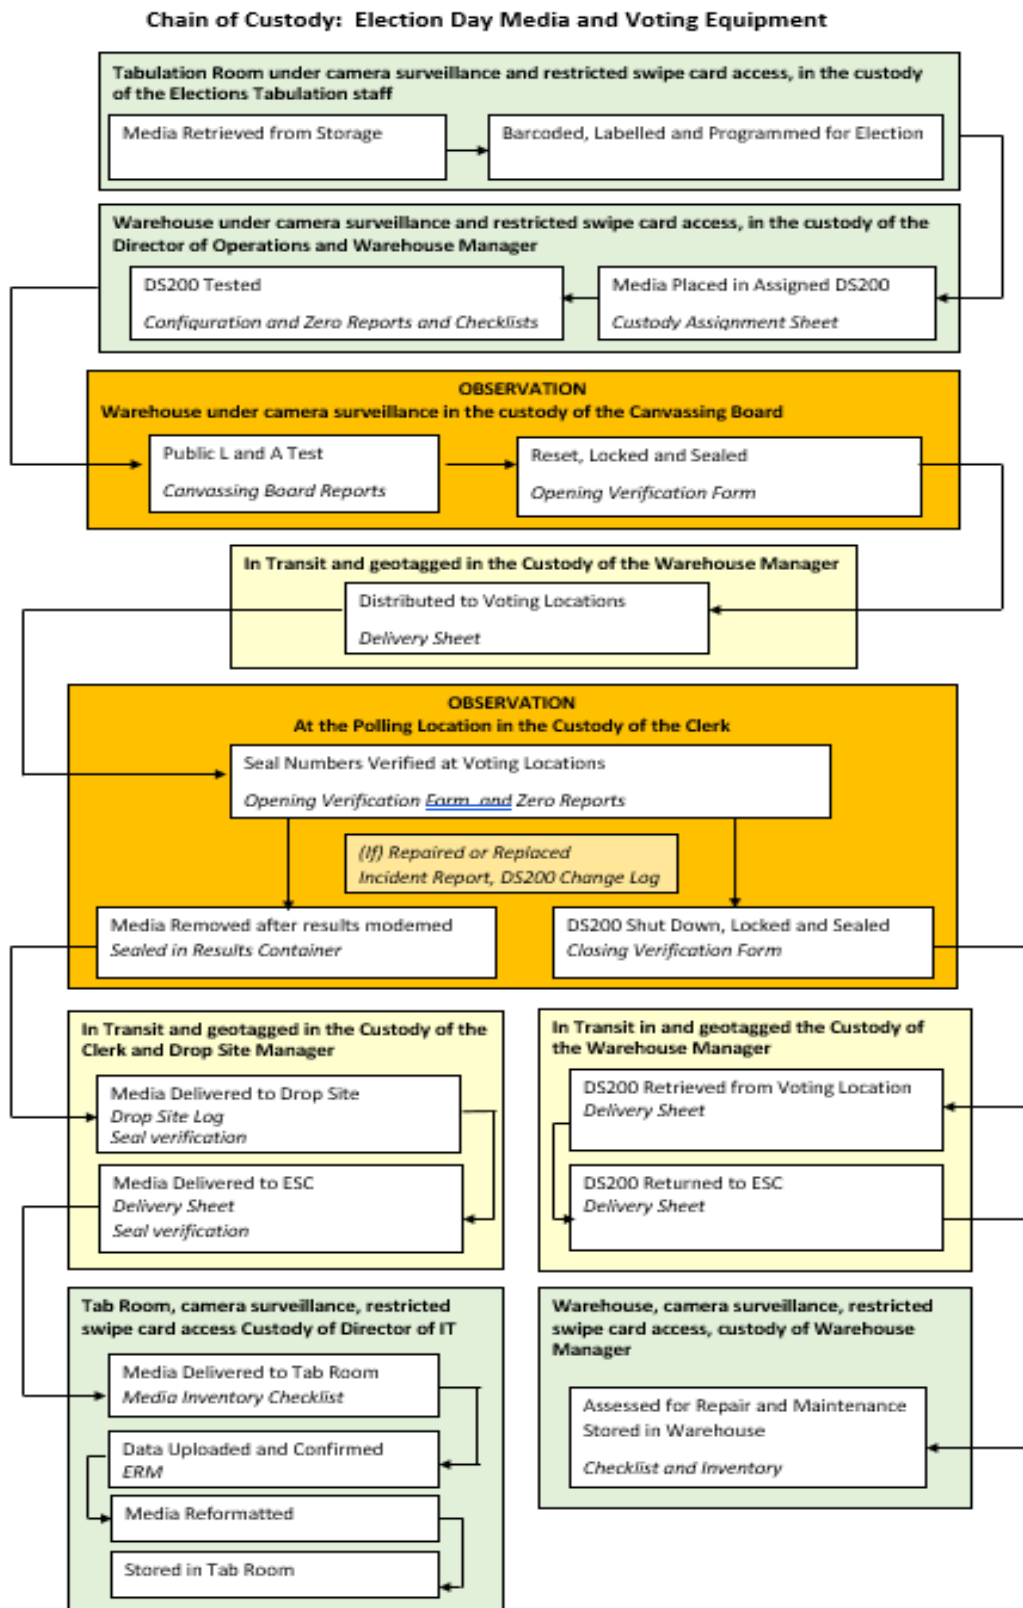 Chain of Custody: Election Day Media and Voting Equipment
Tabulation Room under camera surveillance and restricted swipe card access, in the custody
of the Elections Tabulation staff
Media Retrieved from Storage
Barcoded, Labelled and Programmed for Election
Warehouse under camera surveillance and restricted swipe card access, in the custody of the
Director of Operations and Warehouse Manager
DS200 Tested
Configuration and Zero Reports and Checklists
Media Placed in Assigned DS200
Custody Assignment Sheet
OBSERVATION
Warehouse under camera surveillance in the custody of the Canvassing Board
Public L and A Test
Canvassing Board Reports
Reset, Locked and Sealed
Opening Verification Form
In Transit and geotagged in the Custody of the Warehouse Manager
Distributed to Voting Locations
Delivery Sheet
OBSERVATION
At the Polling Location in the Custody of the Clerk
Seal Numbers Verified at Voting Locations
Opening Verification Form and Zero Reports
(If) Repaired or Replaced
Incident Report, DS200 Change Log
Media Removed after results modemed
Sealed in Results Container
DS200 Shut Down, Locked and Sealed
Closing Verification Form
In Transit and geotagged in the Custody of the
Clerk and Drop Site Manager
Media Delivered to Drop Site
Drop Site Log
Seal verification
Media Delivered to ESC
Delivery Sheet
Seal verification
In Transit in and geotagged the Custody of
the Warehouse Manager
DS200 Retrieved from Voting Location
Delivery Sheet
DS200 Returned to ESC
Delivery Sheet
Tab Room, camera surveillance, restricted
swipe card access Custody of Director of IT
Media Delivered to Tab Room
Media Inventory Checklist
Data Uploaded and Confirmed
ERM
Media Reformatted
Stored in Tab Room
Warehouse, camera surveillance, restricted
swipe card access, custody of Warehouse
Manager
Assessed for Repair and Maintenance
Stored in Warehouse
Checklist and Inventory